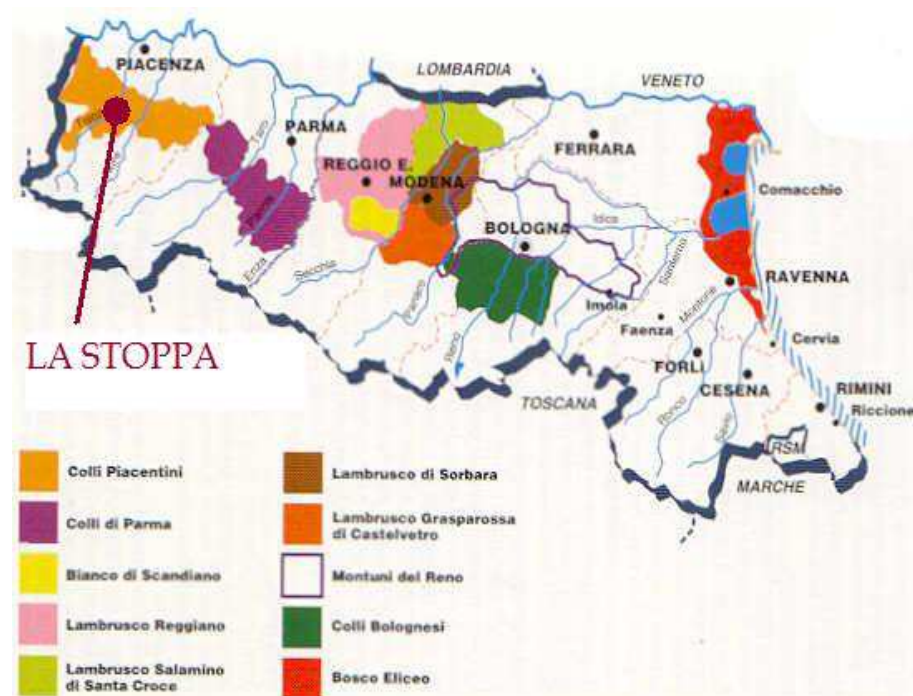 LOMBARDIA
VENETO
PIACENZA
PARMA
FERRARA
REGGIO E.
MODENA
Comacchio
BOLOGNA
Idice
Santerno
Taro
Parma
Enza
Secchia
Panaro
Reno
Imola
RAVENNA
Montone
Faenza
Cervia
FORLÌ
CESENA
RIMINI
Riccione
LA STOPPA
TOSCANA
Ronco
Savio
RSM
MARCHE
Colli Piacentini
Colli di Parma
Bianco di Scandiano
Lambrusco Reggiano
Lambrusco Salamino
di Santa Croce
Lambrusco di Sorbara
Lambrusco Grasparossa
di Castelvetro
Montuni del Reno
Colli Bolognesi
Bosco Eliceo